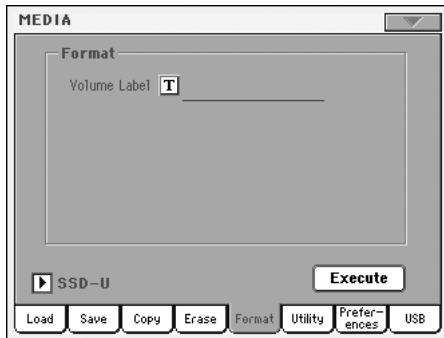 MEDIA
Format
Volume Label T
SSD-U
Execute
Load Save Copy Erase Format Utility Prefer-
ences USB